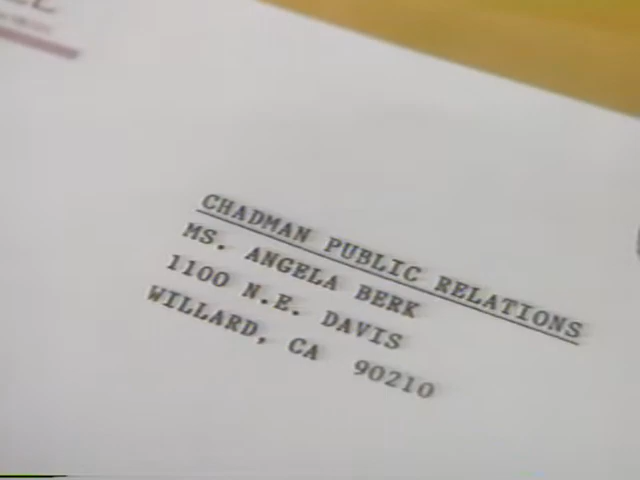 CHADMAN PUBLIC RELATIONS
MS. ANGELA BERK
1100 N.E. DAVIS
WILLARD, CA 90210